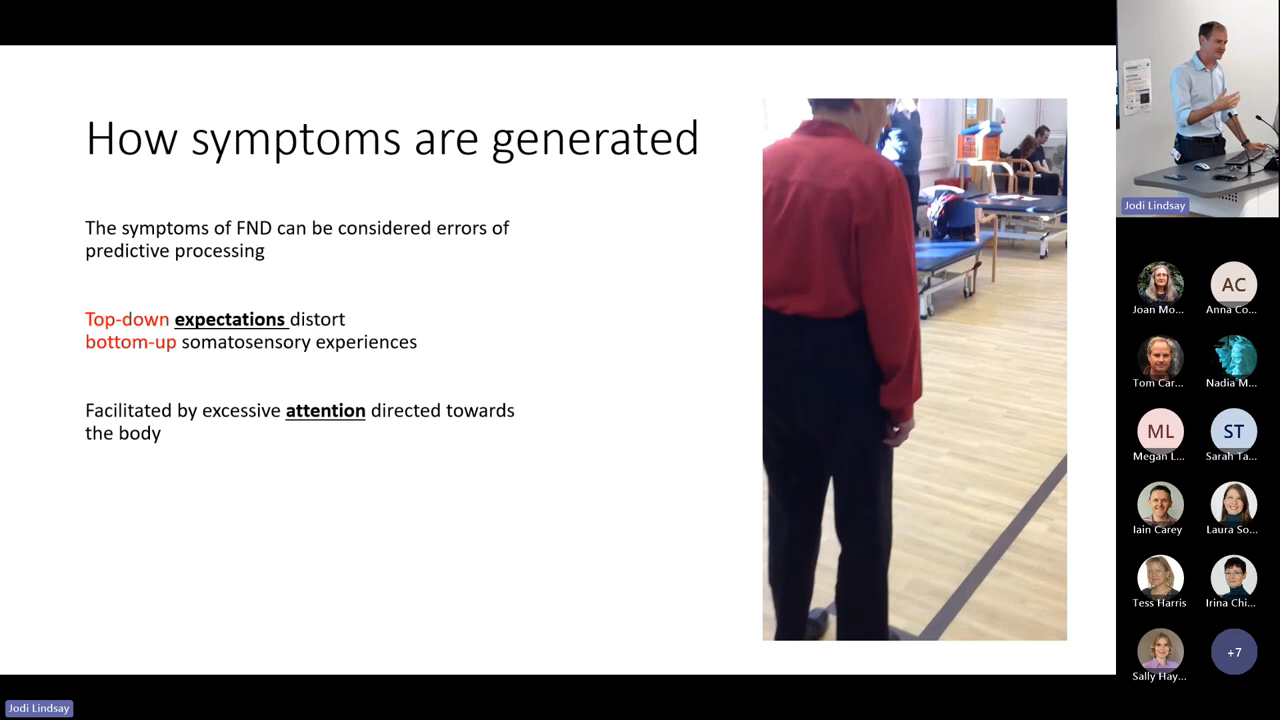 How symptoms are generated
The symptoms of FND can be considered errors of
predictive processing
Top-down expectations distort
bottom-up somatosensory experiences
Facilitated by excessive attention directed towards
the body
Jodi Lindsay
Joan Mo...
AC
Anna Co...
Tom Car...
Nadia M...
ML
Megan L...
ST
Sarah Ta...
Iain Carey
Laura So...
Tess Harris
Irina Chi...
Sally Hay...
+7
Jodi Lindsay